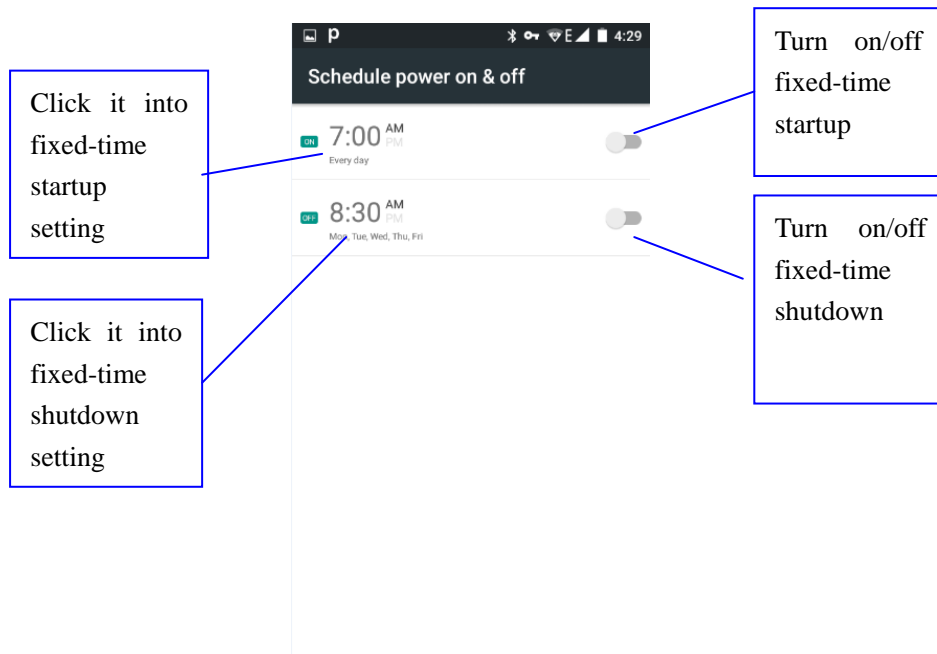 p E 4:29
Schedule power on & off
ON 7:00 AM
PM
Every day
OFF 8:30 AM
PM
Mon, Tue, Wed, Thu, Fri
Click it into
fixed-time
startup
setting
Click it into
fixed-time
shutdown
setting
Turn on/off
fixed-time
startup
Turn on/off
fixed-time
shutdown